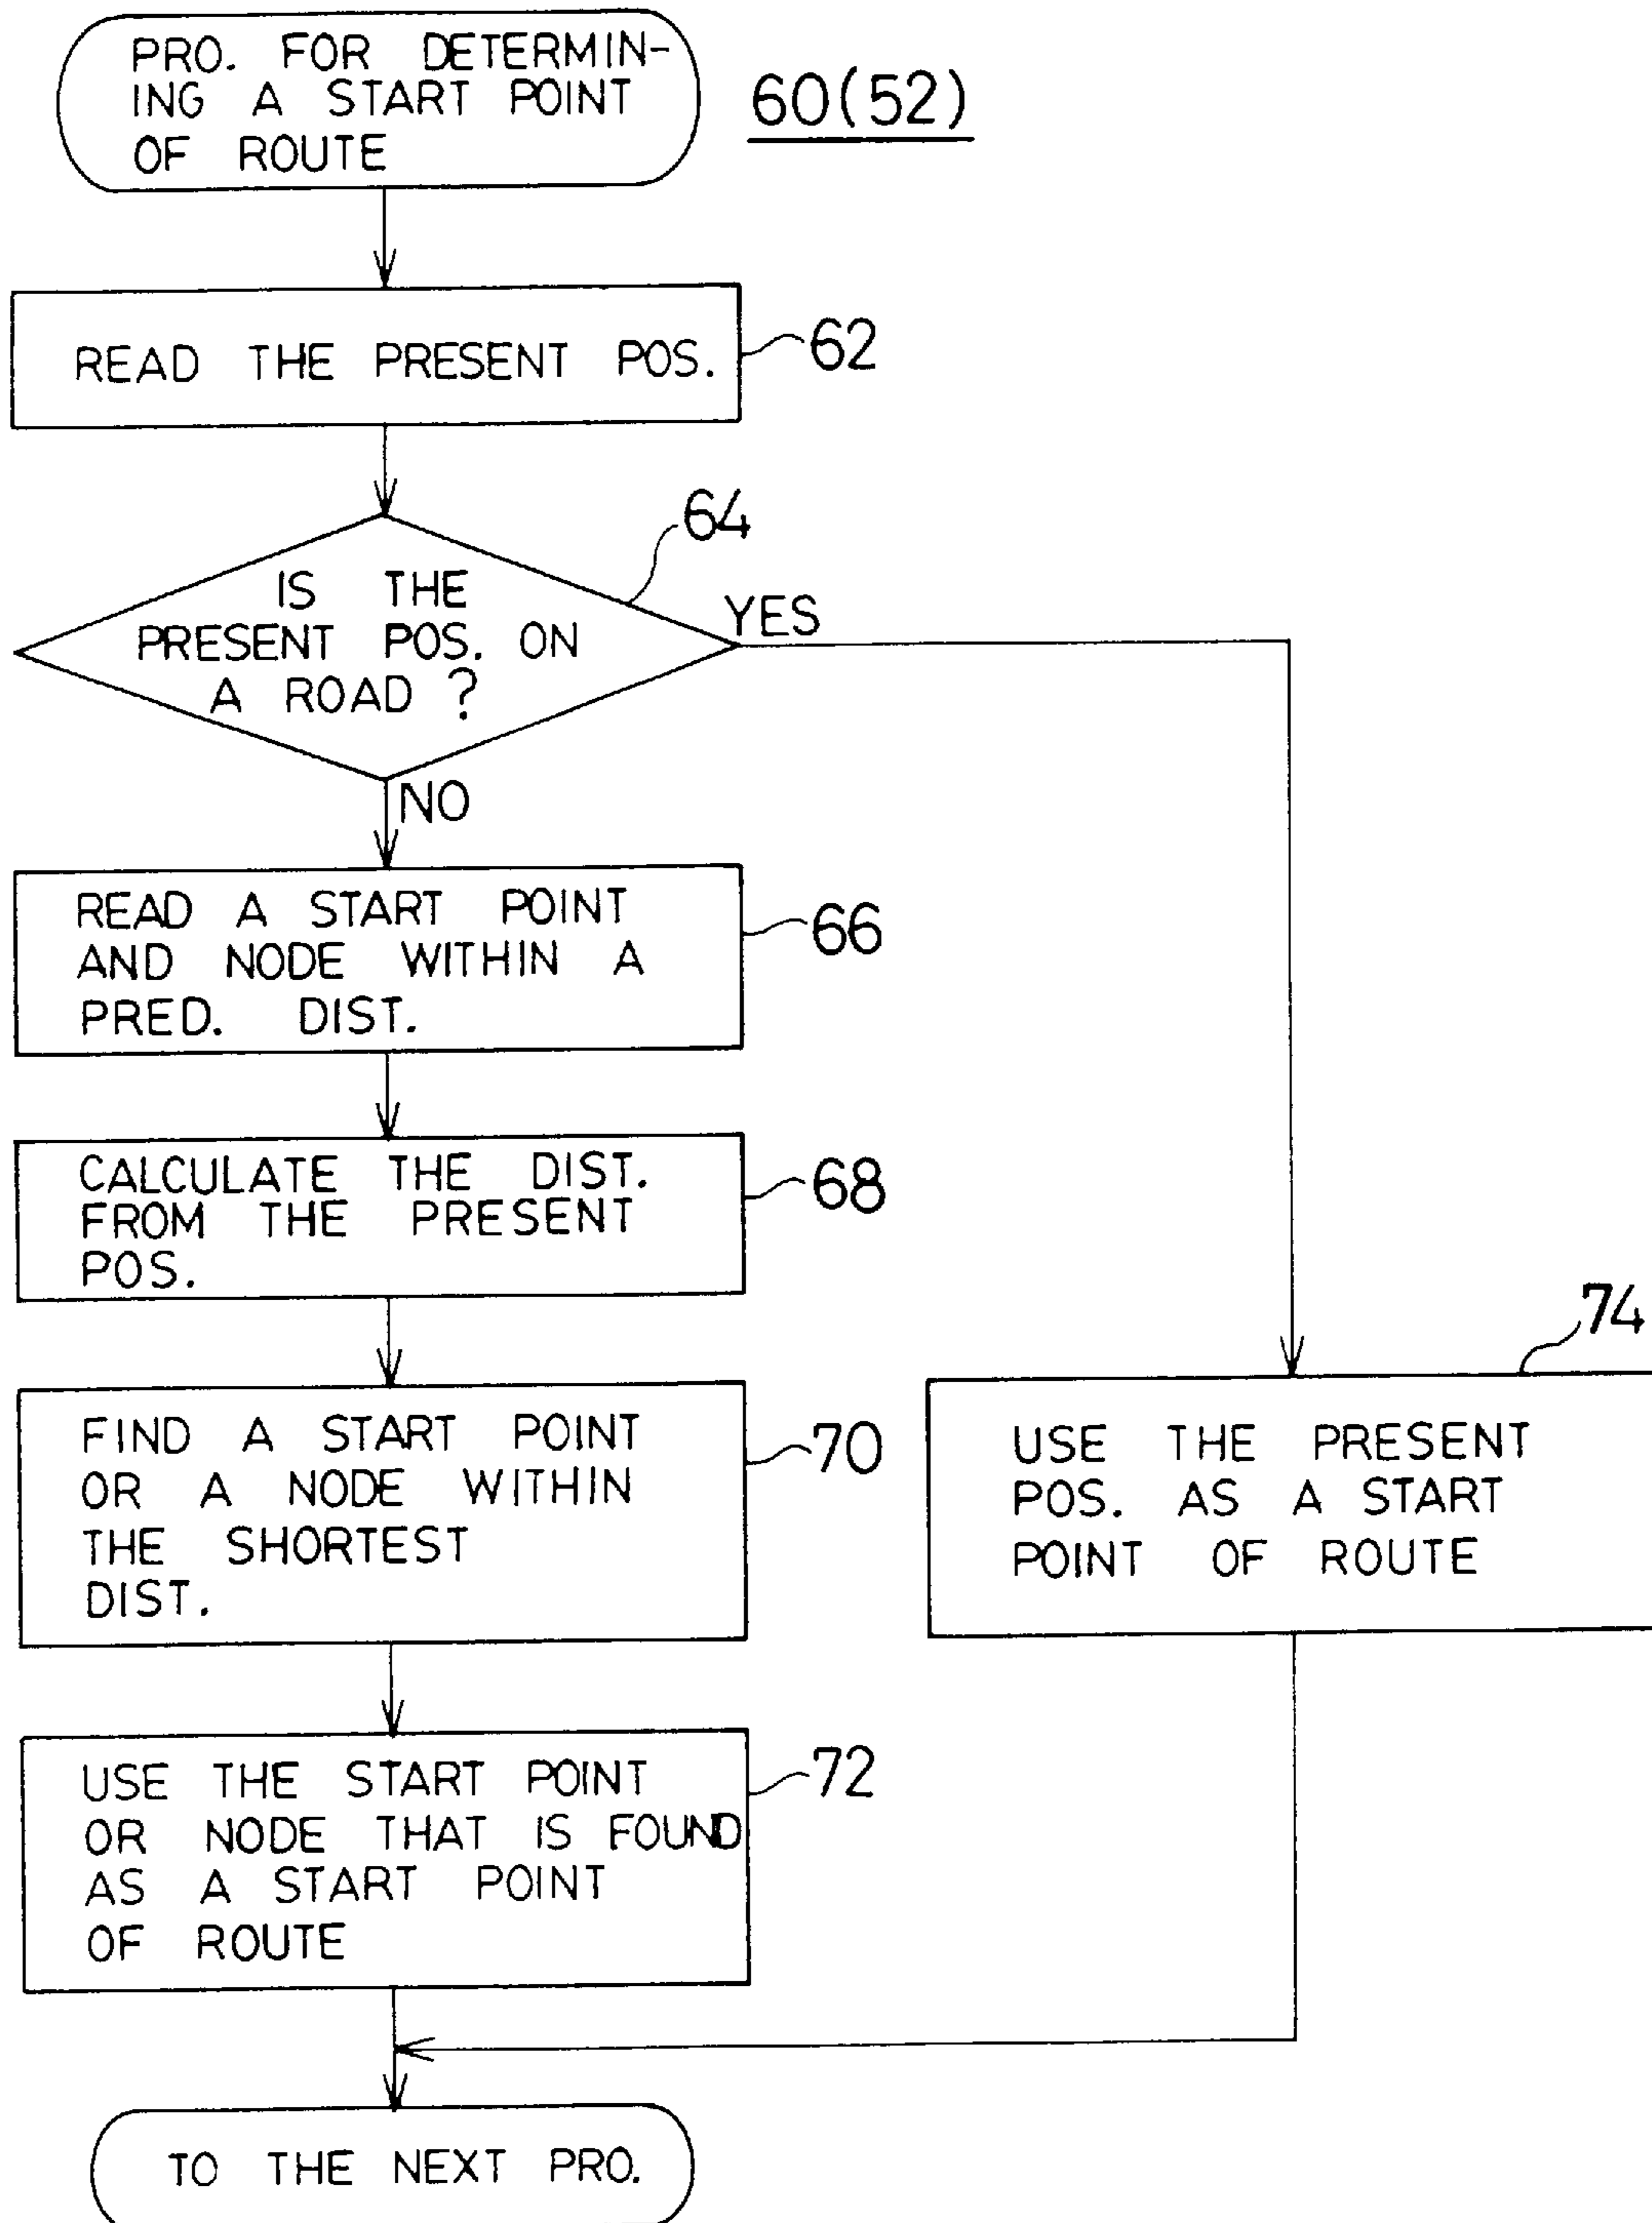 PRO. FOR DETERMIN-
ING A START POINT
OF ROUTE
60(52)
READ THE PRESENT POS.
62
64
IS THE
PRESENT POS. ON
A ROAD ?
YES
NO
READ A START POINT
AND NODE WITHIN A
PRED. DIST.
66
CALCULATE THE DIST.
FROM THE PRESENT
POS.
68
FIND A START POINT
OR A NODE WITHIN
THE SHORTEST
DIST.
70
74
USE THE PRESENT
POS. AS A START
POINT OF ROUTE
USE THE START POINT
OR NODE THAT IS FOUND
AS A START POINT
OF ROUTE
72
TO THE NEXT PRO.